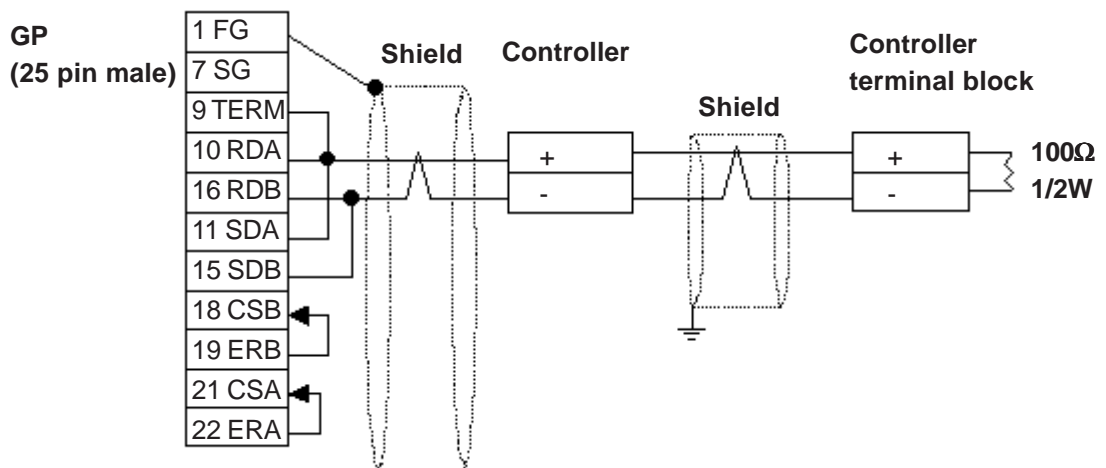 GP
(25 pin male)
1 FG
7 SG
9 TERM
10 RDA
16 RDB
11 SDA
15 SDB
18 CSB
19 ERB
21 CSA
22 ERA
Shield
Controller
+
-
Shield
Controller
terminal block
+
-
100Ω
1/2W